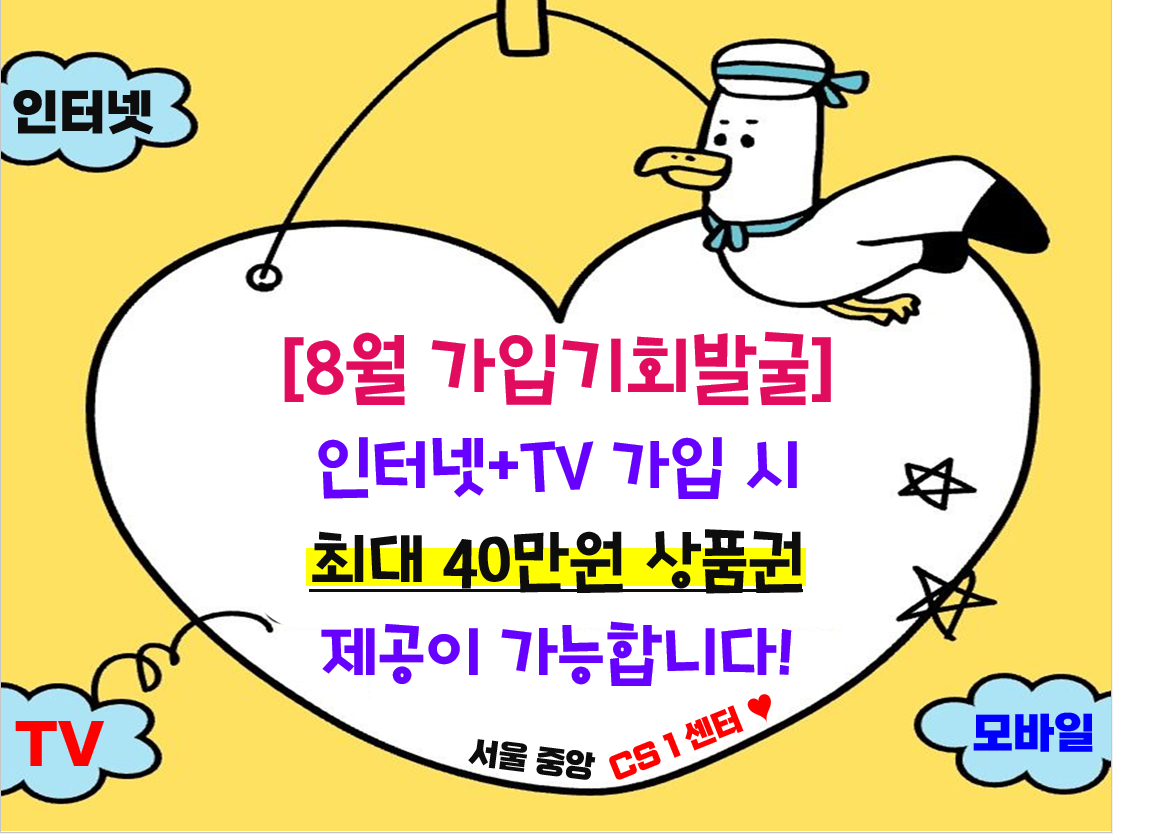 인터넷
[8월 가입기회발굴]
인터넷+TV 가입 시
최대 40만원 상품권
제공이 가능합니다!
서울 중앙 CS 1 센터 ♥
TV
모바일